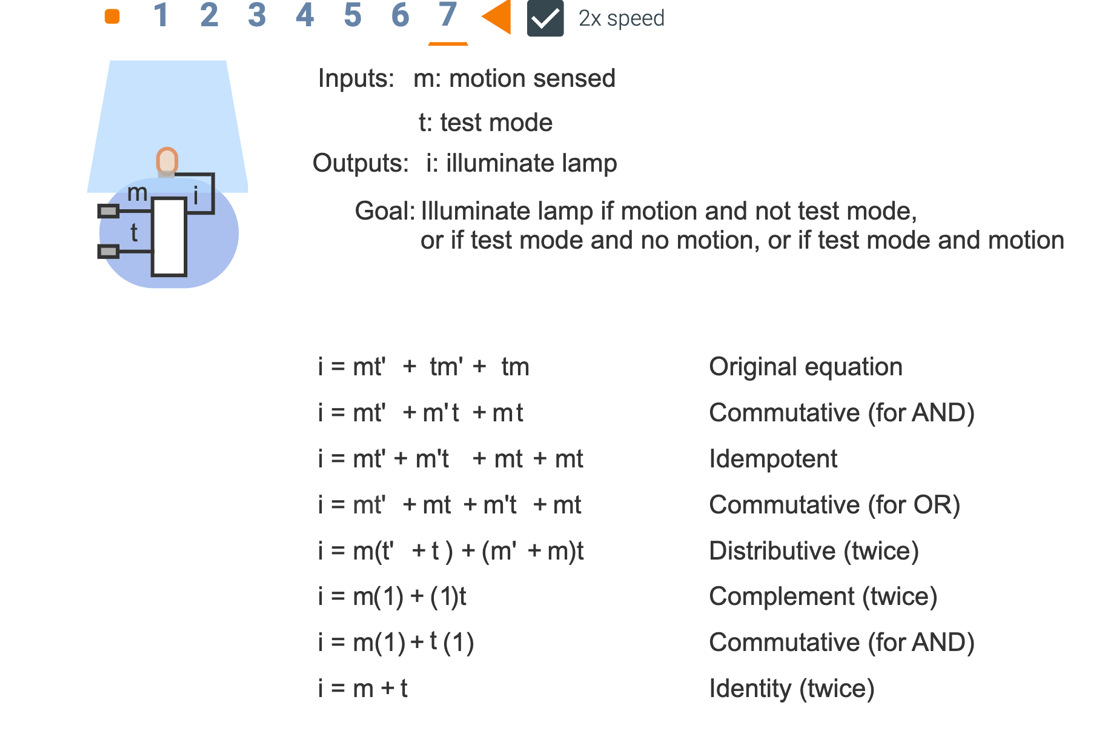 1 2 3 4 5 6 7 2x speed
Inputs: m: motion sensed
t: test mode
Outputs: i: illuminate lamp
m i
t
Goal: Illuminate lamp if motion and not test mode,
or if test mode and no motion, or if test mode and motion
i = mt' + tm' + tm Original equation
i = mt' + m't + mt Commutative (for AND)
i = mt' + m't + mt + mt Idempotent
i = mt' + mt + m't + mt Commutative (for OR)
i = m(t' + t) + (m' + m)t Distributive (twice)
i = m(1) + (1)t Complement (twice)
i = m(1) + t (1) Commutative (for AND)
i = m + t Identity (twice)